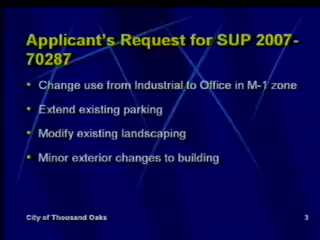 Applicant's Request for SUP 2007-
70287
• Change use from Industrial to Office in M-1 zone
• Extend existing parking
• Modify existing landscaping
• Minor exterior changes to building
City of Thousand Oaks
3